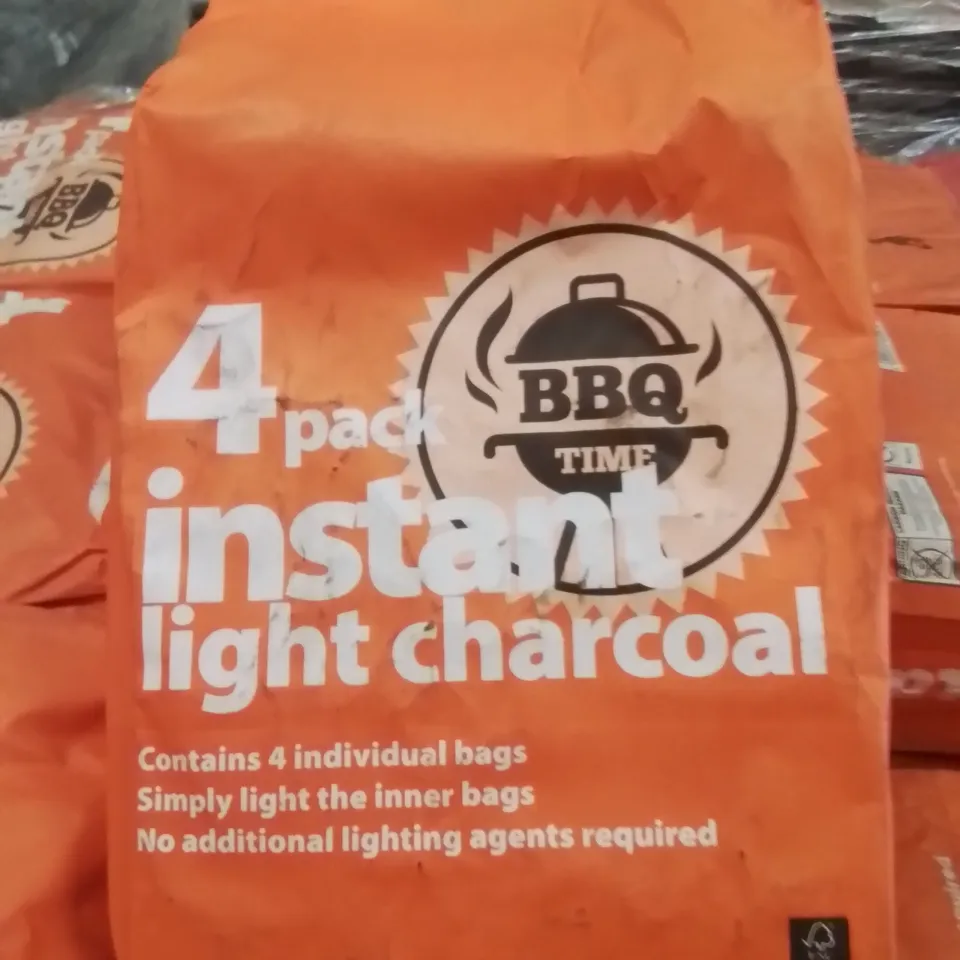 BBQ
TIME
4 pack
instant
light charcoal
Contains 4 individual bags
Simply light the inner bags
No additional lighting agents required
BBQ